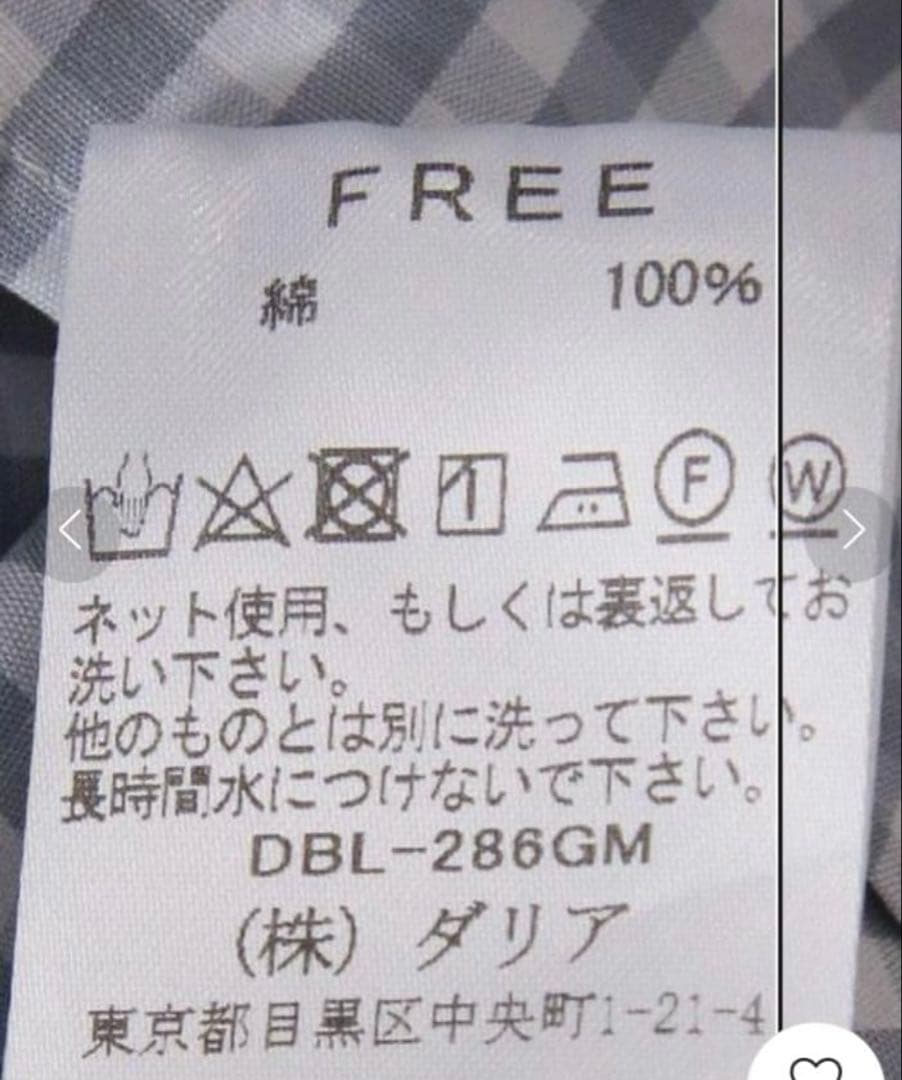 FREE
綿 100%
F W
ネット使用、もしくは裏返してお
洗い下さい。
他のものとは別に洗って下さい。
長時間水につけないで下さい。
DBL-286GM
(株) ダリア
東京都目黒区中央町1-21-4